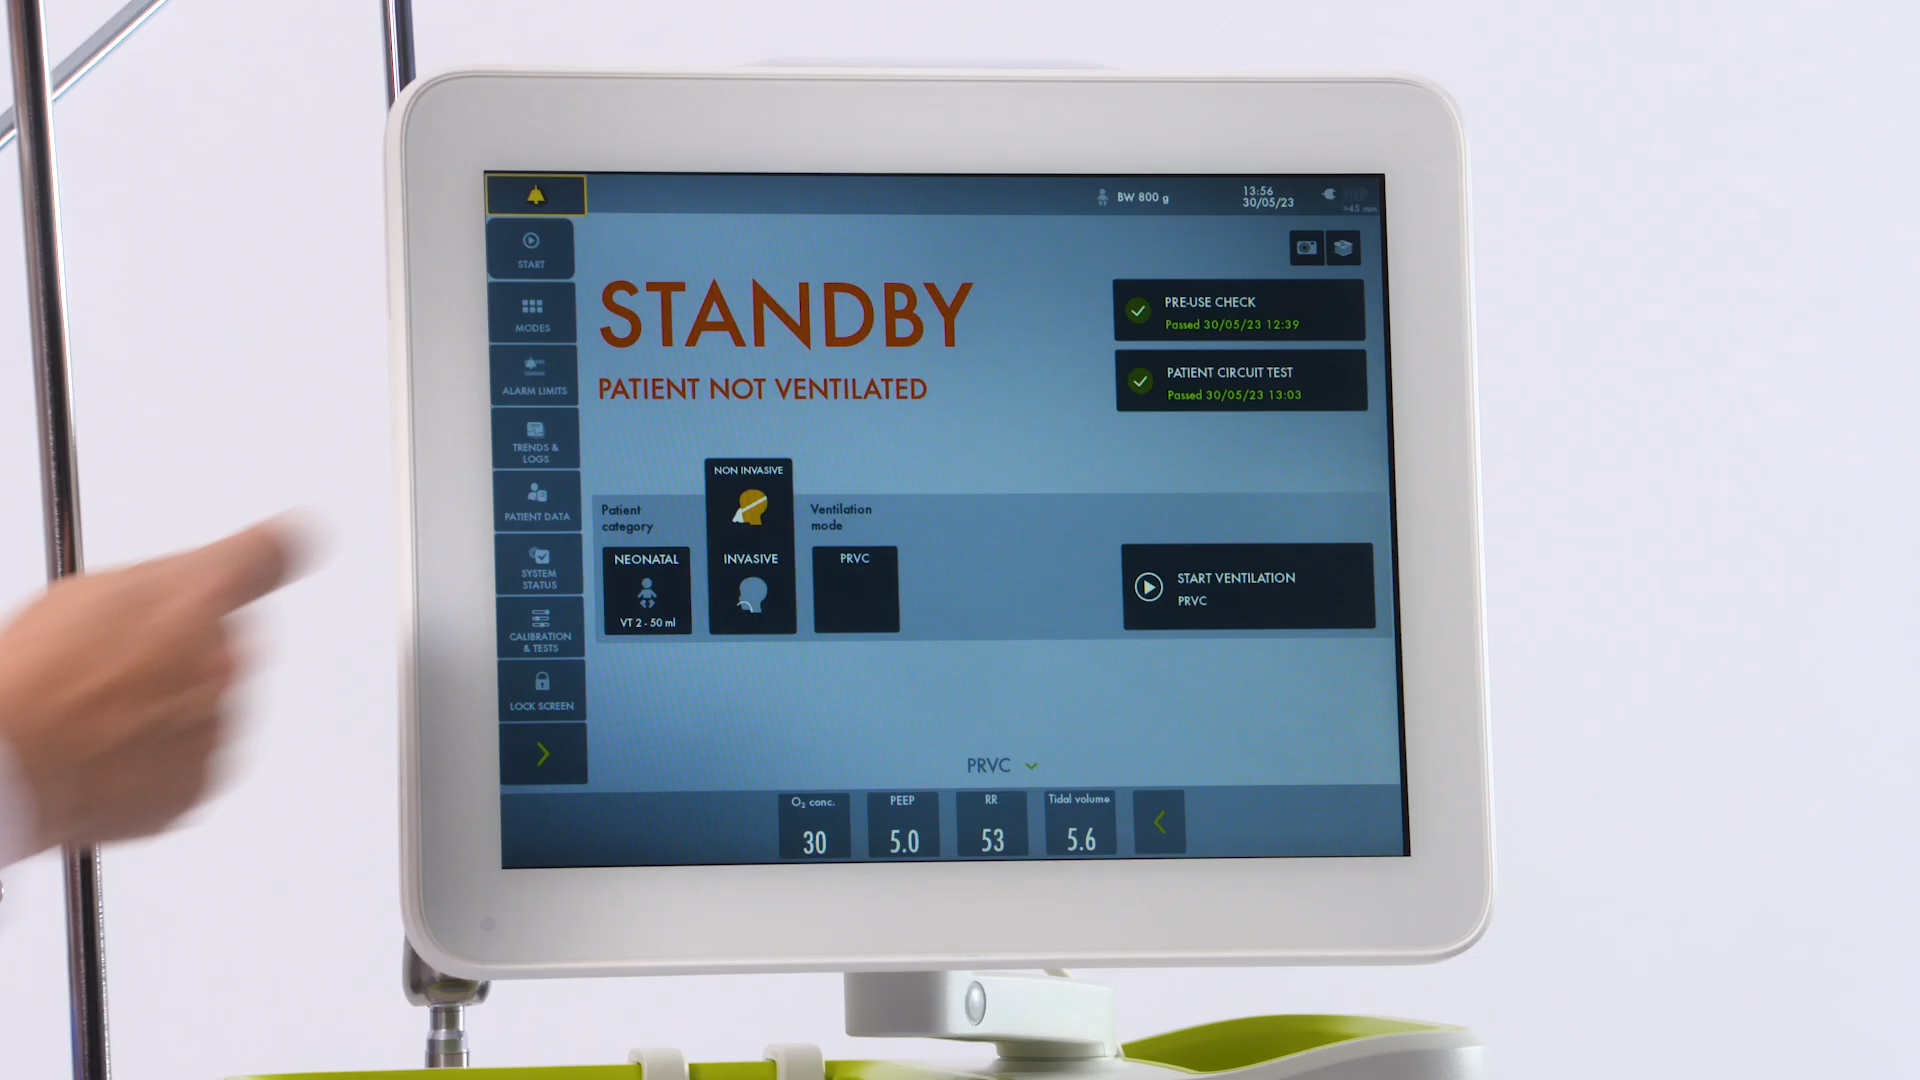 BW 800 g
13:56
30/05/23
>45 min
START
MODES
ALARM LIMITS
TRENDS &
LOGS
PATIENT DATA
SYSTEM
STATUS
CALIBRATION
& TESTS
LOCK SCREEN
STANDBY
PATIENT NOT VENTILATED
PRE-USE CHECK
Passed 30/05/23 12:39
PATIENT CIRCUIT TEST
Passed 30/05/23 13:03
Patient
category
NEONATAL
VT 2 - 50 ml
NON INVASIVE
INVASIVE
Ventilation
mode
PRVC
START VENTILATION
PRVC
PRVC
O₂ conc.
30
PEEP
5.0
RR
53
Tidal volume
5.6